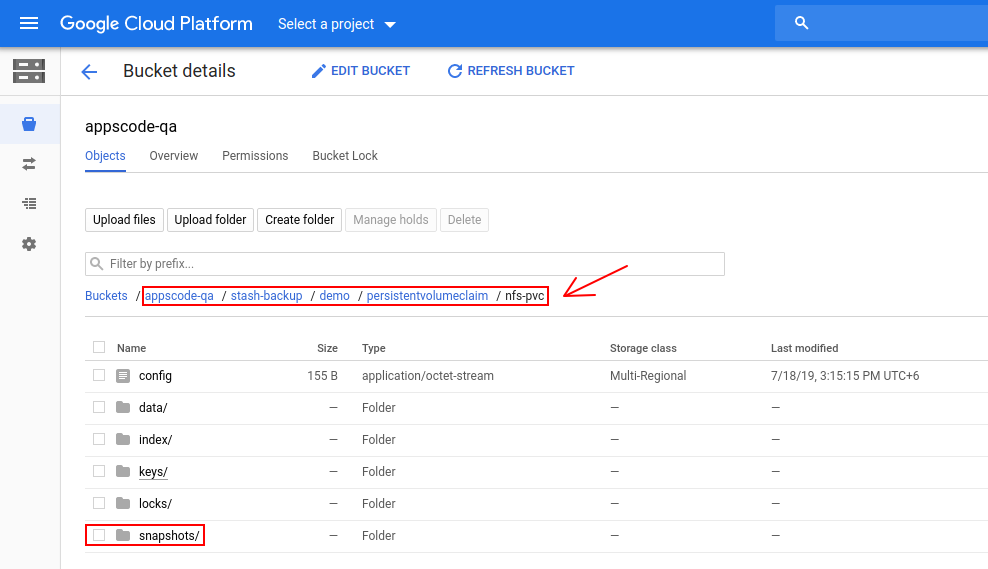 Google Cloud Platform Select a project
Bucket details EDIT BUCKET REFRESH BUCKET
appscode-qa
Objects Overview Permissions Bucket Lock
Upload files Upload folder Create folder Manage holds Delete
Filter by prefix...
Buckets / appscode-qa / stash-backup / demo / persistentvolumeclaim / nfs-pvc
Name Size Type Storage class Last modified
config 155 B application/octet-stream Multi-Regional 7/18/19, 3:15:15 PM UTC+6
data/ — Folder — —
index/ — Folder — —
keys/ — Folder — —
locks/ — Folder — —
snapshots/ — Folder — —